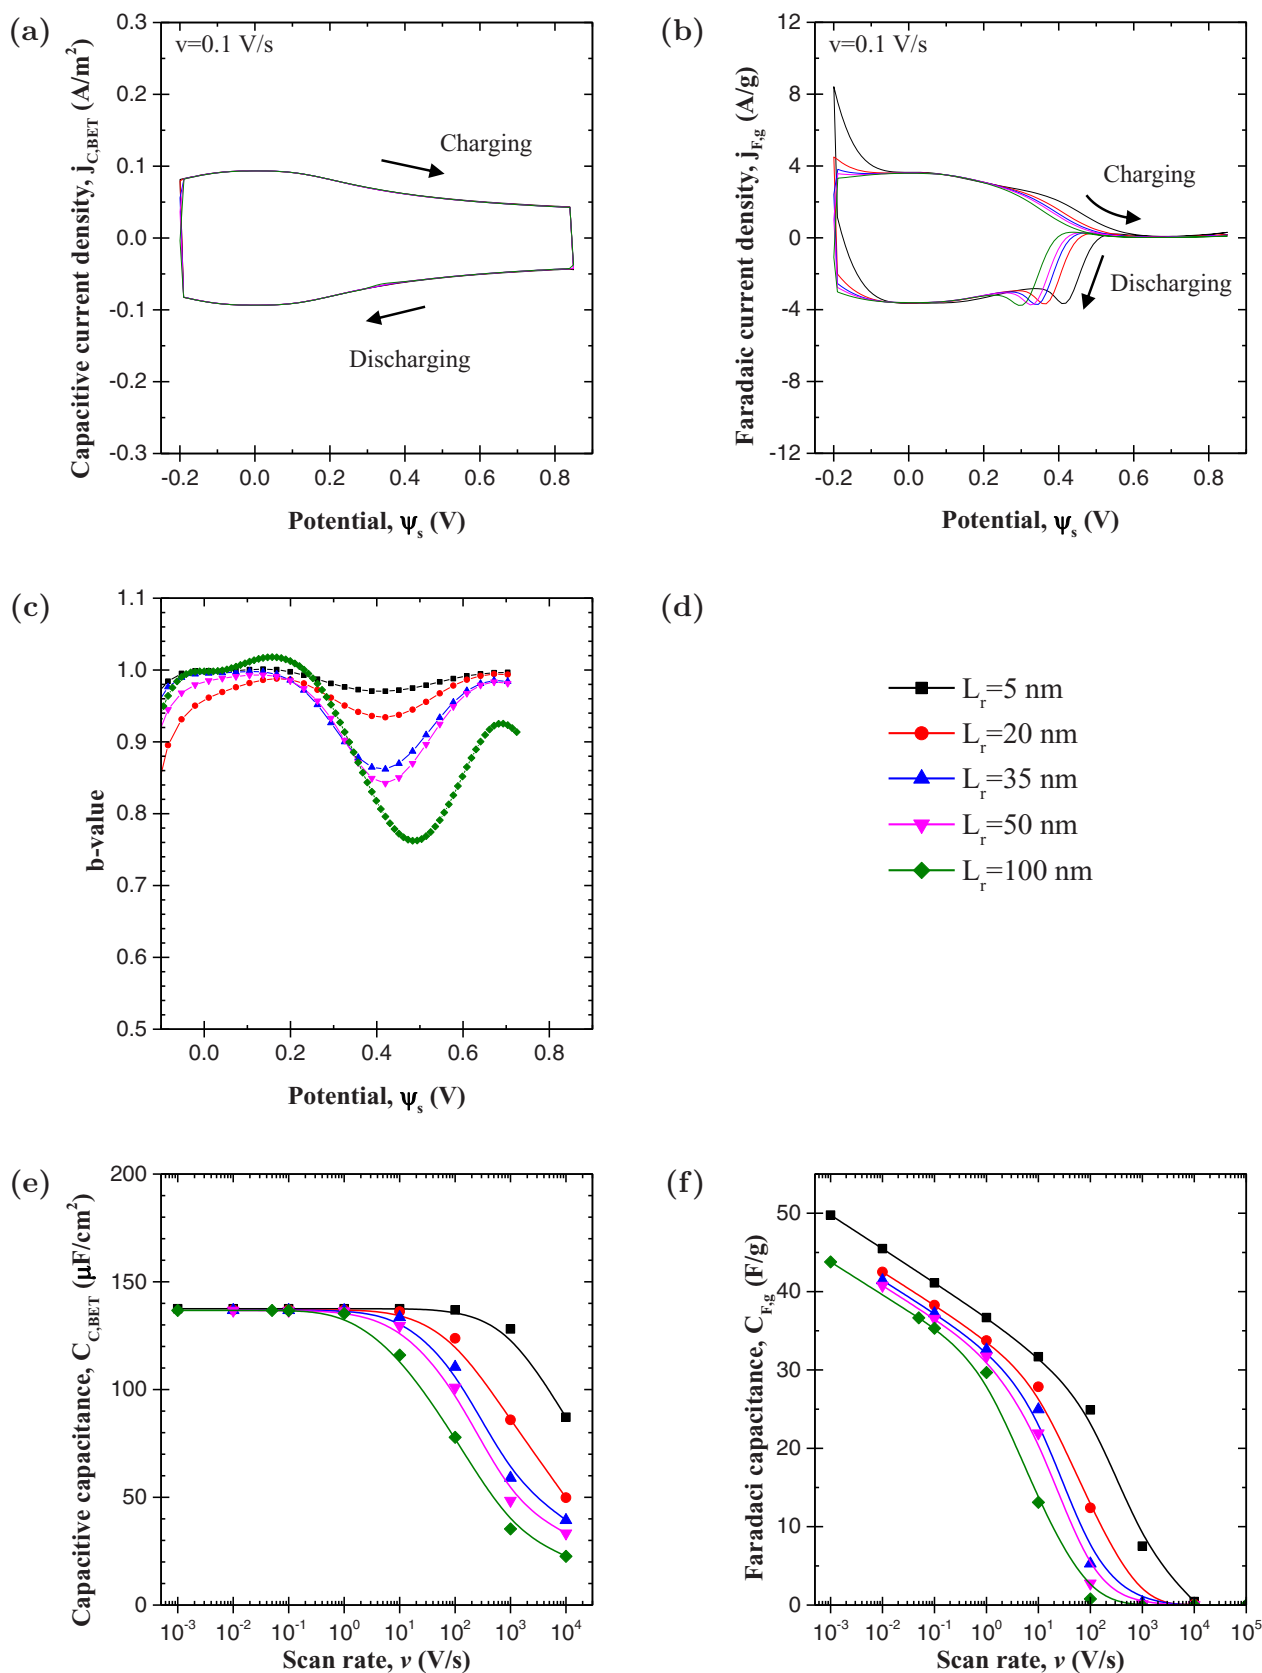 (a)
v=0.1 V/s
Charging
Discharging
0.3
0.2
0.1
0.0
-0.1
-0.2
-0.3
-0.2 0.0 0.2 0.4 0.6 0.8
Capacitive current density, j_C,BET (A/m²)
Potential, ψ_s (V)
(b)
v=0.1 V/s
Charging
Discharging
12
8
4
0
-4
-8
-12
-0.2 0.0 0.2 0.4 0.6 0.8
Faradaic current density, j_F,g (A/g)
Potential, ψ_s (V)
(c)
1.1
1.0
0.9
0.8
0.7
0.6
0.5
0.0 0.2 0.4 0.6 0.8
b-value
Potential, ψ_s (V)
(d)
L_r=5 nm
L_r=20 nm
L_r=35 nm
L_r=50 nm
L_r=100 nm
(e)
200
150
100
50
0
10⁻³ 10⁻² 10⁻¹ 10⁰ 10¹ 10² 10³ 10⁴
Capacitive capacitance, C_C,BET (μF/cm²)
Scan rate, v (V/s)
(f)
50
40
30
20
10
0
10⁻³ 10⁻² 10⁻¹ 10⁰ 10¹ 10² 10³ 10⁴ 10⁵
Faradaci capacitance, C_F,g (F/g)
Scan rate, v (V/s)